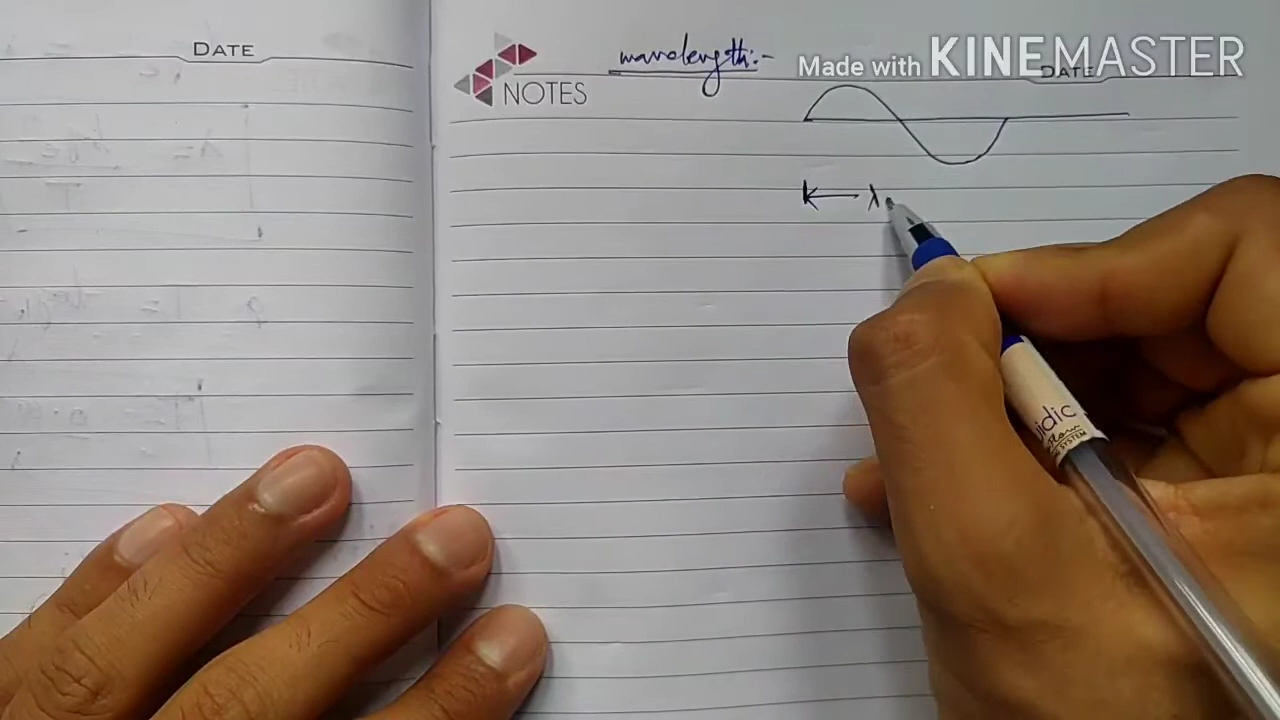 DATE
wavelength:-
Made with KINEMASTER
DATE
NOTES
λ